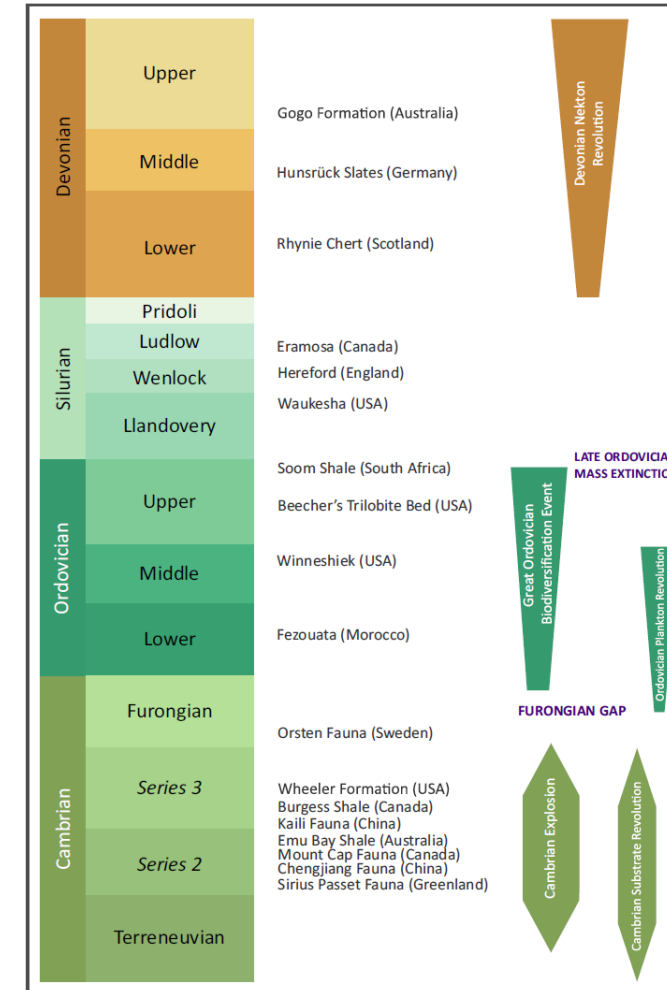 Devonian
Upper
Middle
Lower
Gogo Formation (Australia)
Hunsrück Slates (Germany)
Rhynie Chert (Scotland)
Devonian Nekton
Revolution
Silurian
Pridoli
Ludlow
Wenlock
Llandovery
Eramosa (Canada)
Hereford (England)
Waukesha (USA)
Ordovician
Upper
Middle
Lower
Soom Shale (South Africa)
Beecher's Trilobite Bed (USA)
Winneshiek (USA)
Fezouata (Morocco)
LATE ORDOVICIA
MASS EXTINCTIO
Great Ordovician
Biodiversification Event
Ordovician Plankton Revolution
FURONGIAN GAP
Cambrian
Furongian
Series 3
Series 2
Terreneuvian
Orsten Fauna (Sweden)
Wheeler Formation (USA)
Burgess Shale (Canada)
Kaili Fauna (China)
Emu Bay Shale (Australia)
Mount Cap Fauna (Canada)
Chengjiang Fauna (China)
Sirius Passet Fauna (Greenland)
Cambrian Explosion
Cambrian Substrate Revolution